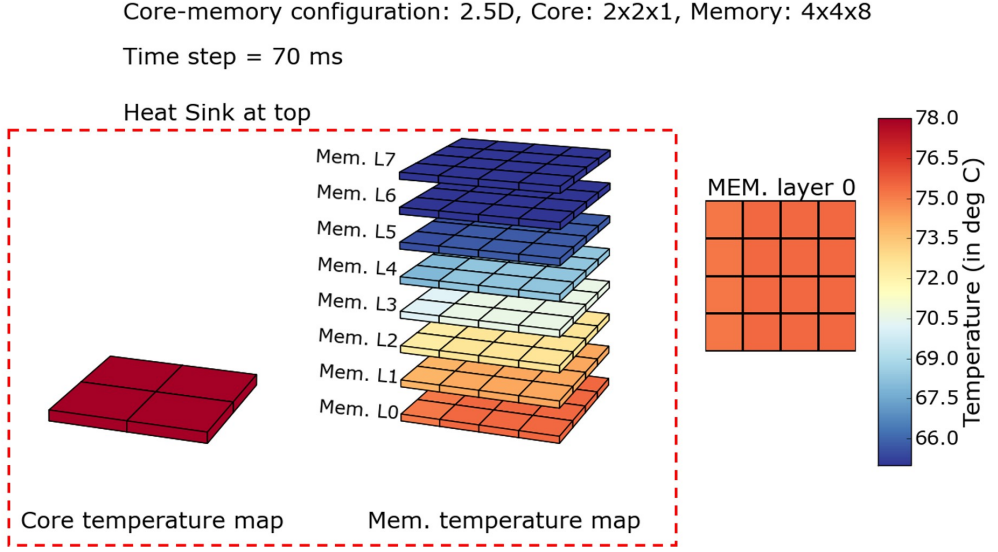 Core-memory configuration: 2.5D, Core: 2x2x1, Memory: 4x4x8
Time step = 70 ms
Heat Sink at top
Mem. L7
Mem. L6
Mem. L5
Mem. L4
Mem. L3
Mem. L2
Mem. L1
Mem. L0
Core temperature map
Mem. temperature map
MEM. layer 0
78.0
76.5
75.0
73.5
72.0
70.5
69.0
67.5
66.0
Temperature (in deg C)